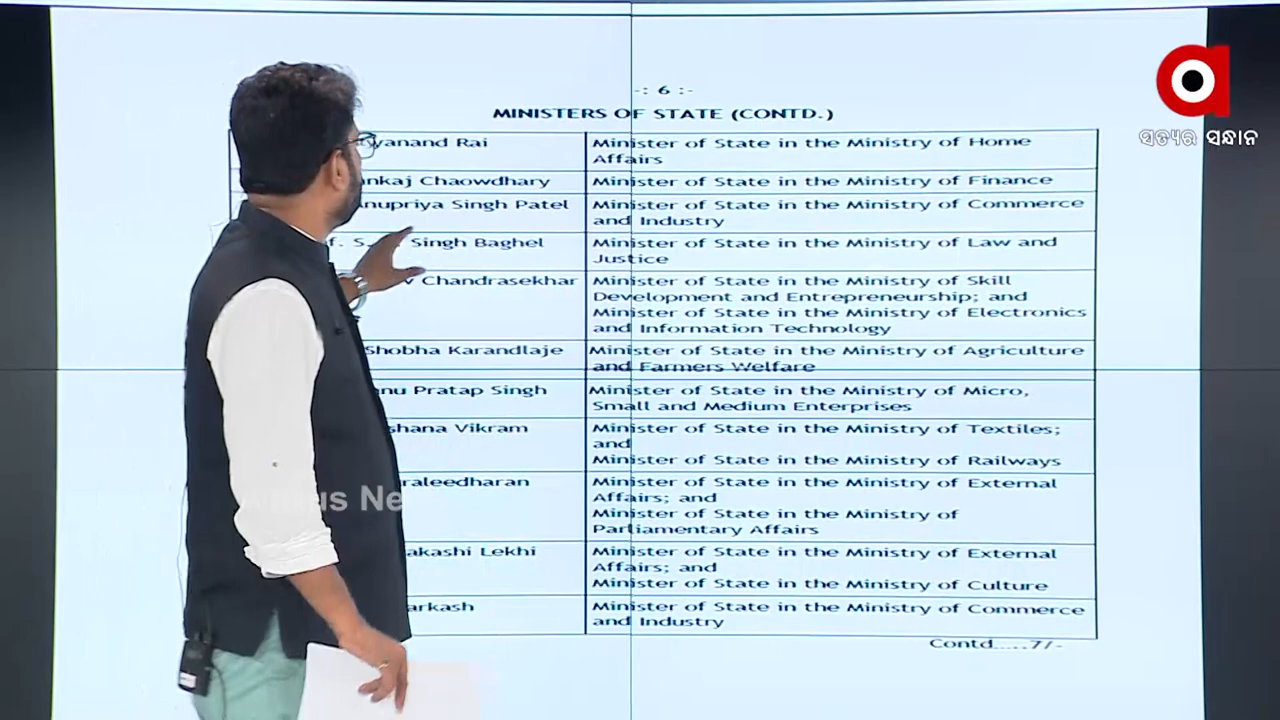 -: 6 :-
MINISTERS OF STATE (CONTD.)
Rai
Minister of State in the Ministry of Home
Affairs
Chaowdhary
Minister of State in the Ministry of Finance
Singh Patel
Minister of State in the Ministry of Commerce
and Industry
Singh Baghel
Minister of State in the Ministry of Law and
Justice
Chandrasekhar
Minister of State in the Ministry of Skill
Development and Entrepreneurship; and
Minister of State in the Ministry of Electronics
and Information Technology
Shobha Karandlaje
Minister of State in the Ministry of Agriculture
and Farmers Welfare
Pratap Singh
Minister of State in the Ministry of Micro,
Small and Medium Enterprises
Vikram
Minister of State in the Ministry of Textiles;
and
Minister of State in the Ministry of Railways
Minister of State in the Ministry of External
Affairs; and
Minister of State in the Ministry of
Parliamentary Affairs
Lekhi
Minister of State in the Ministry of External
Affairs; and
Minister of State in the Ministry of Culture
Minister of State in the Ministry of Commerce
and Industry
Contd.....7/-
ସତ୍ୟର ସନ୍ଧାନ